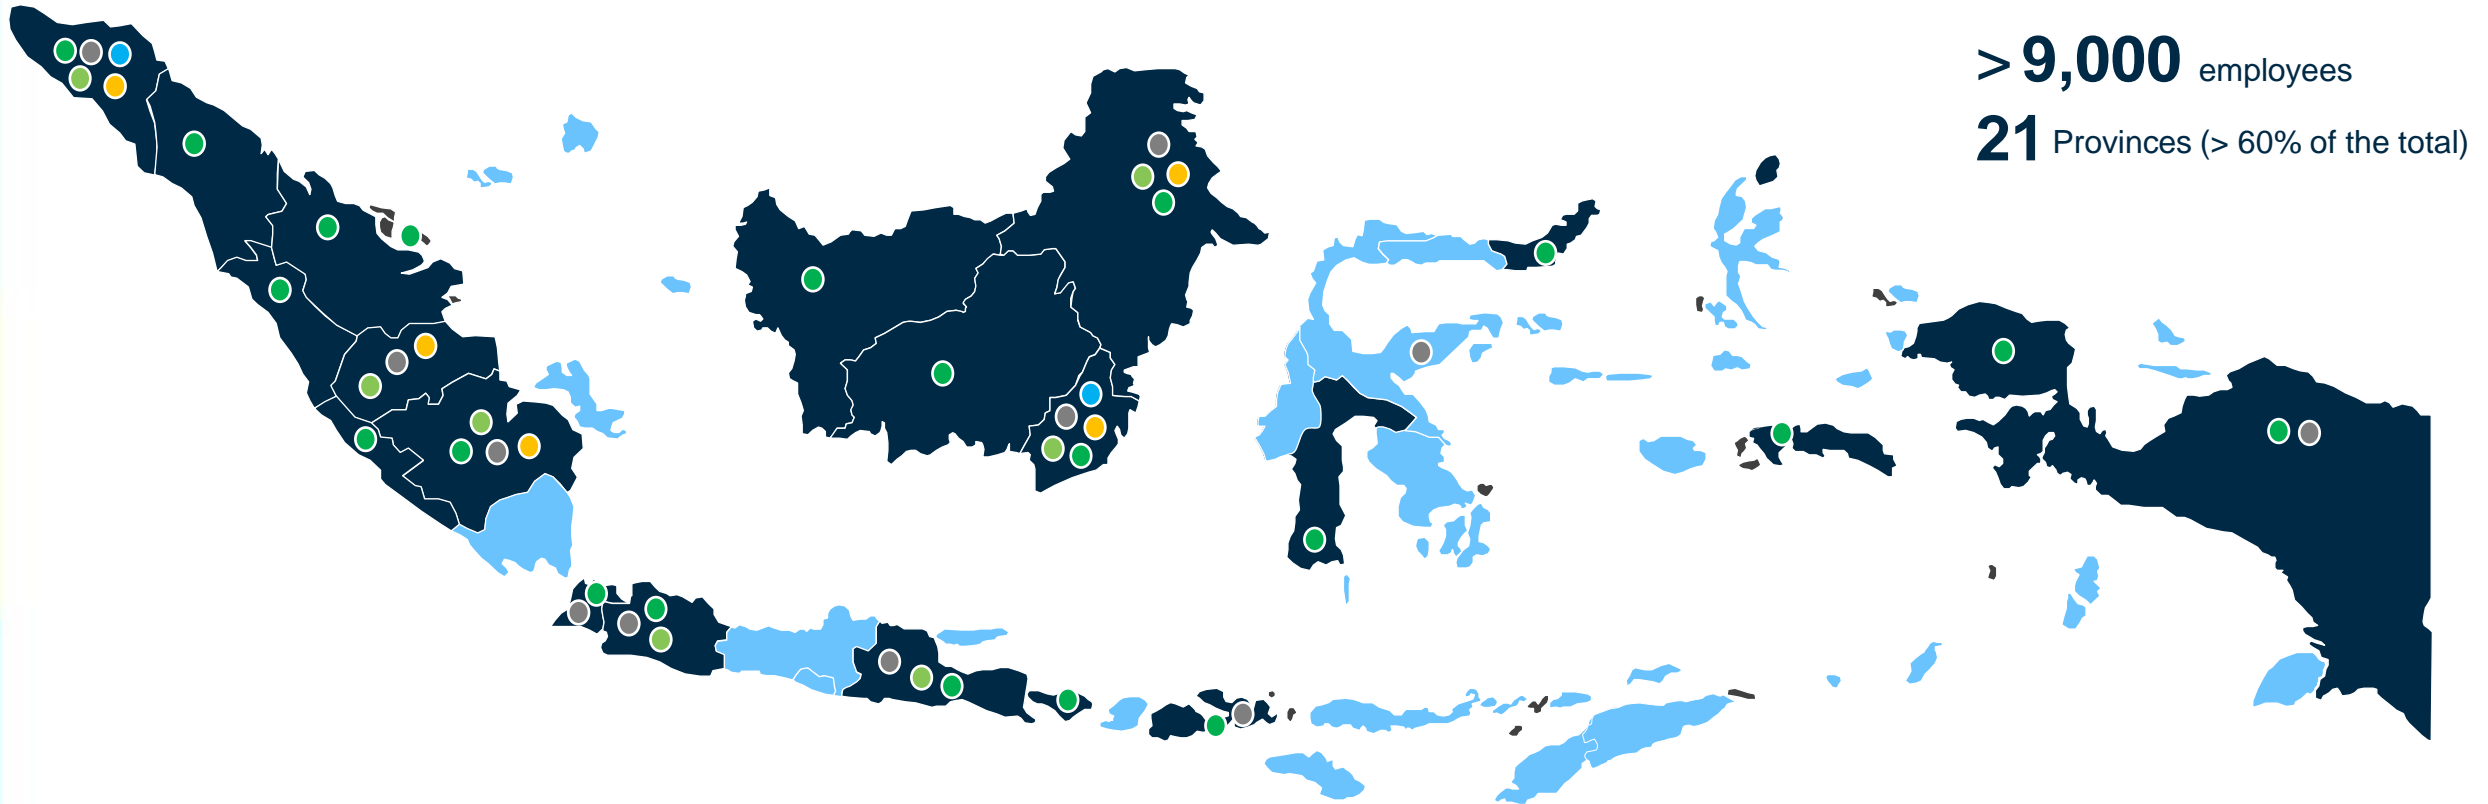 > 9,000 employees
21 Provinces (> 60% of the total)